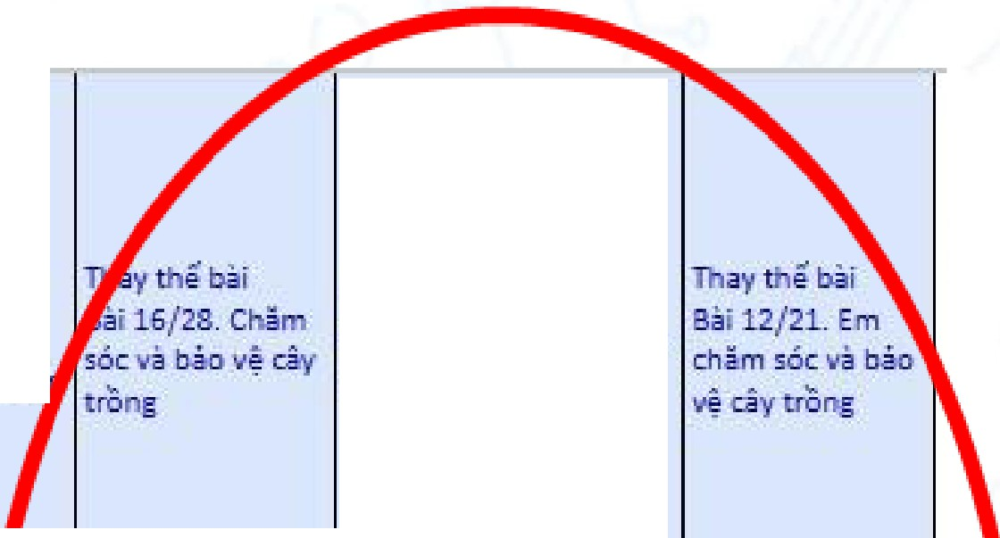 Thay thế bài
Bài 16/28. Chăm
sóc và bảo vệ cây
trồng
Thay thế bài
Bài 12/21. Em
chăm sóc và bảo
vệ cây trồng